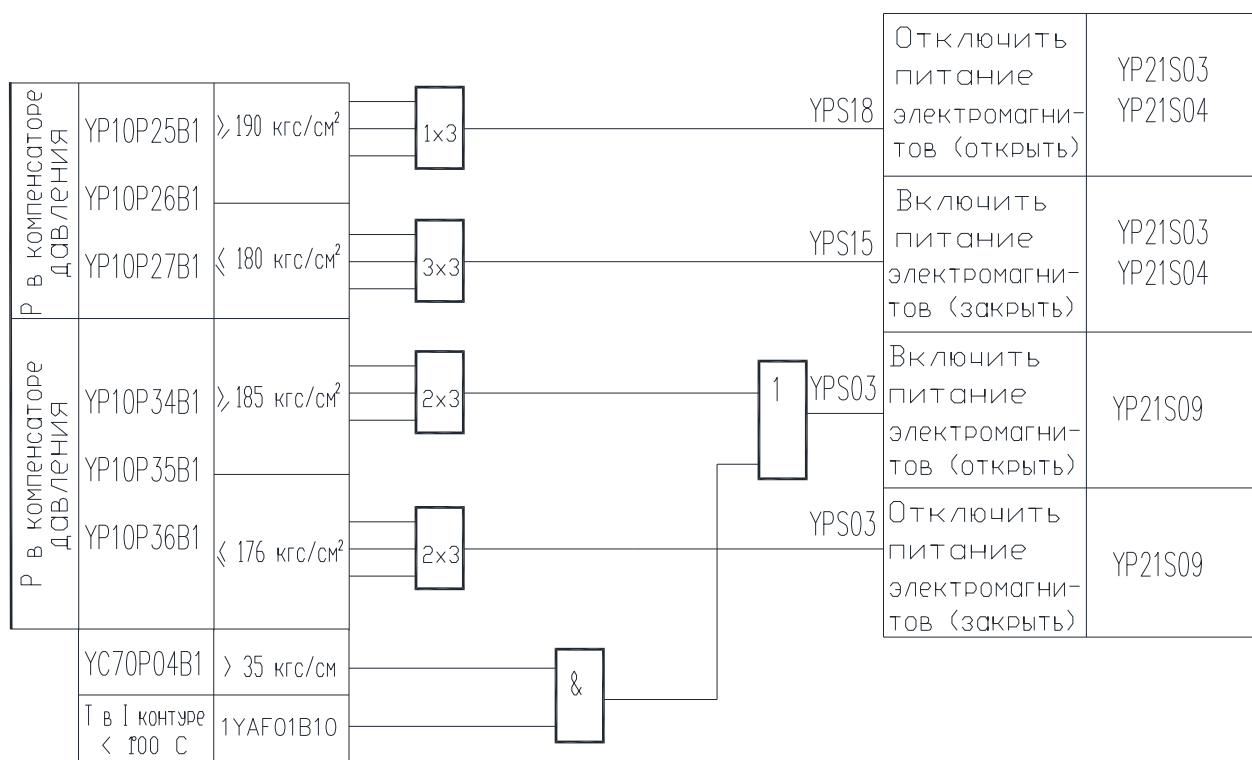 Р в компенсаторе
давления
YP10P25B1
YP10P26B1
YP10P27B1
⩾ 190 кгс/см²
⩽ 180 кгс/см²
1х3
3х3
YPS18
YPS15
Отключить
питание
электромагни-
тов (открыть)
YP21S03
YP21S04
Включить
питание
электромагни-
тов (закрыть)
YP21S03
YP21S04
Р в компенсаторе
давления
YP10P34B1
YP10P35B1
YP10P36B1
⩾ 185 кгс/см²
⩽ 176 кгс/см²
2х3
2х3
1
YPS03
YPS03
Включить
питание
электромагни-
тов (открыть)
YP21S09
Отключить
питание
электромагни-
тов (закрыть)
YP21S09
YC70P04B1
> 35 кгс/см
Т в I контуре
< 100 С
1YAF01B10
&